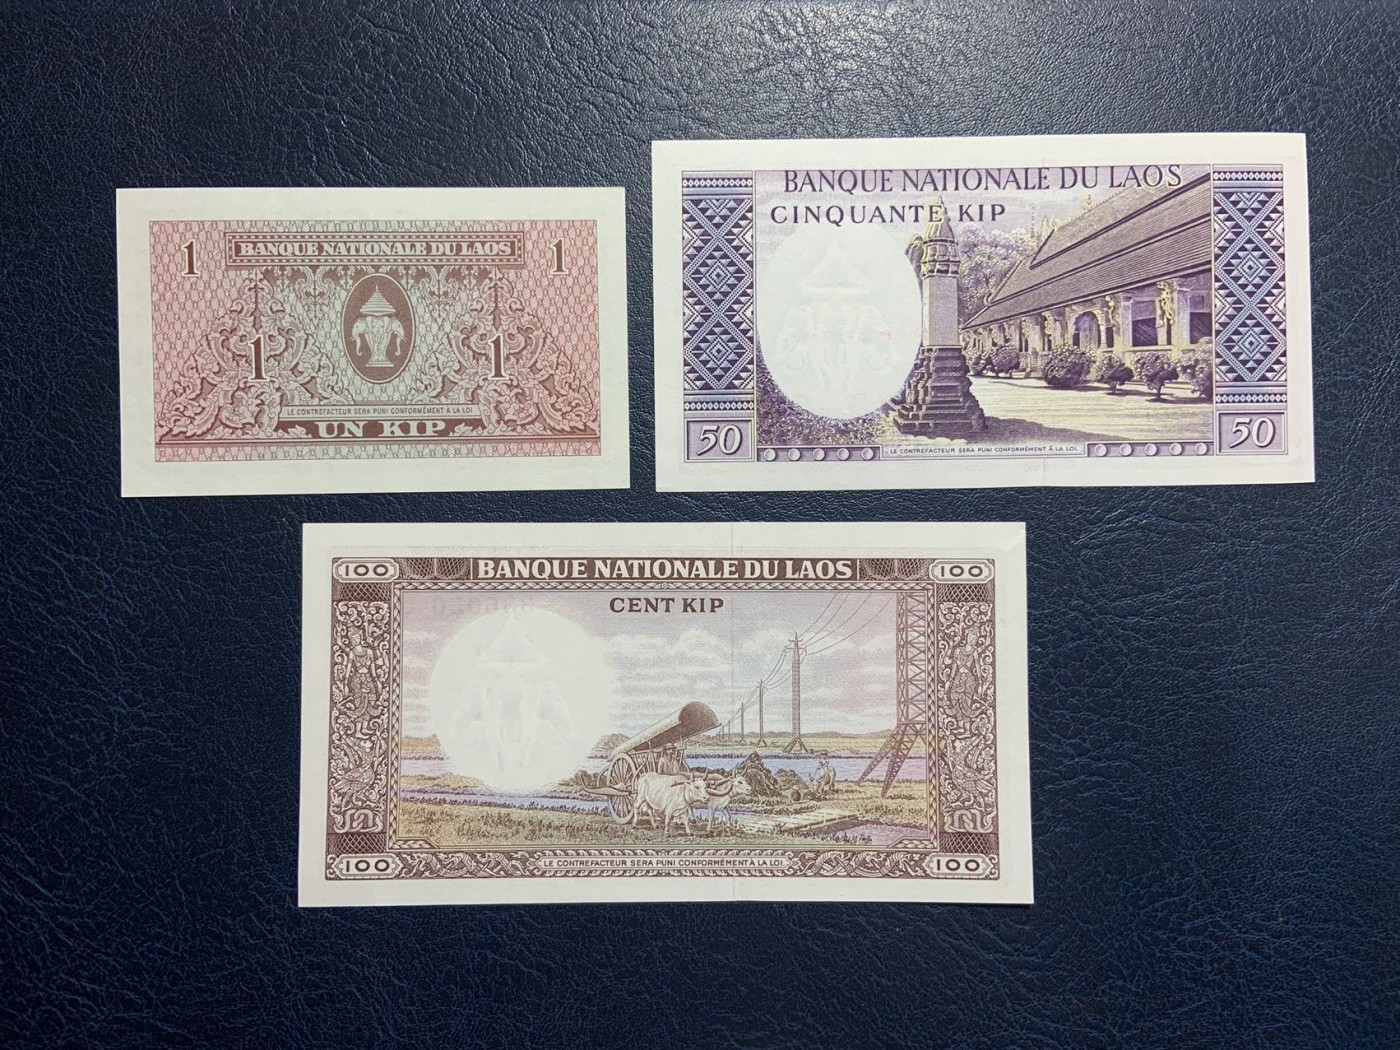 1 BANQUE NATIONALE DU LAOS 1
1 1
LE CONTREFACTEUR SERA PUNI CONFORMÉMENT À LA LOI
UN KIP
BANQUE NATIONALE DU LAOS
CINQUANTE KIP
50 50
LE CONTREFACTEUR SERA PUNI CONFORMÉMENT À LA LOI
100 BANQUE NATIONALE DU LAOS 100
CENT KIP
100 LE CONTREFACTEUR SERA PUNI CONFORMÉMENT À LA LOI 100